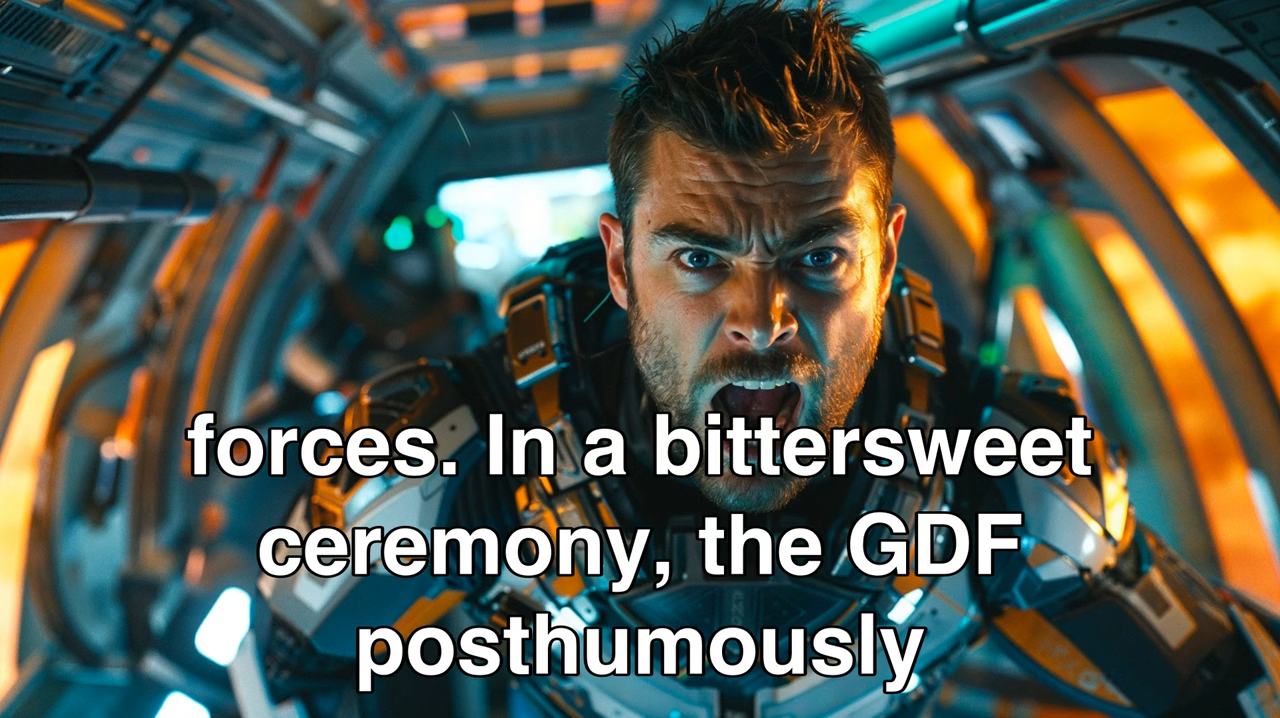 forces. In a bittersweet
ceremony, the GDF
posthumously